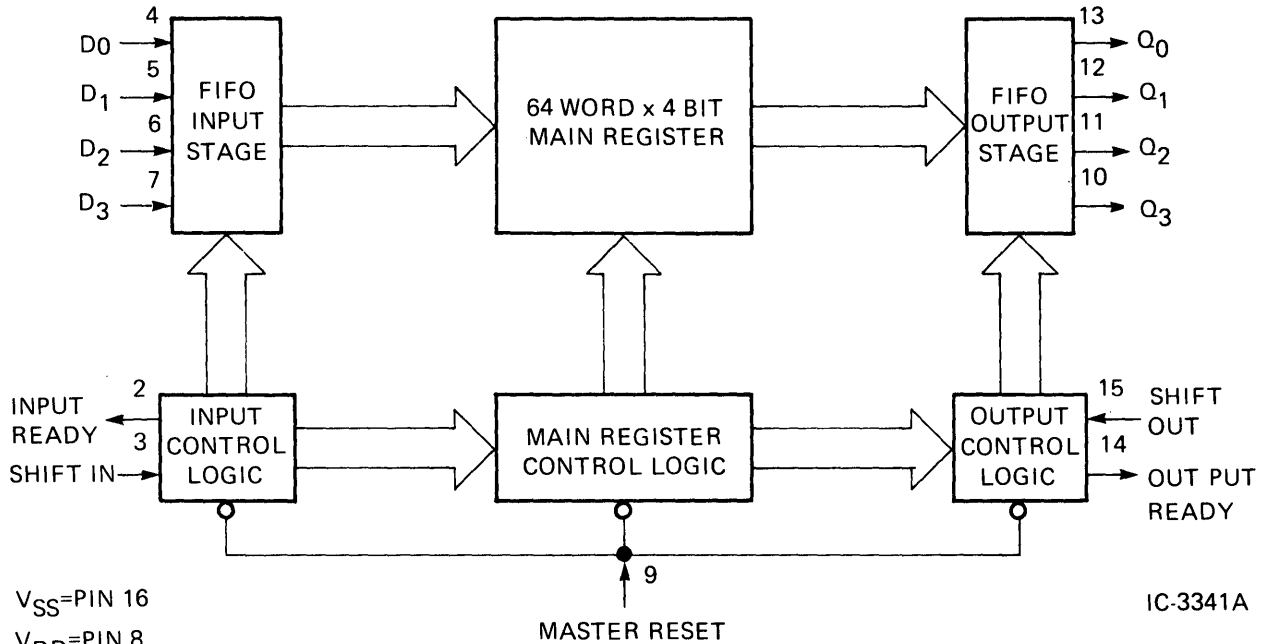 4
D0
5
D1
6
D2
7
D3
FIFO
INPUT
STAGE
64 WORD x 4 BIT
MAIN REGISTER
FIFO
OUTPUT
STAGE
13
Q0
12
Q1
11
Q2
10
Q3
2
INPUT
READY
3
SHIFT IN
INPUT
CONTROL
LOGIC
MAIN REGISTER
CONTROL LOGIC
OUTPUT
CONTROL
LOGIC
15
SHIFT
OUT
14
OUT PUT
READY
9
MASTER RESET
VSS=PIN 16
IC-3341A
=PIN 8